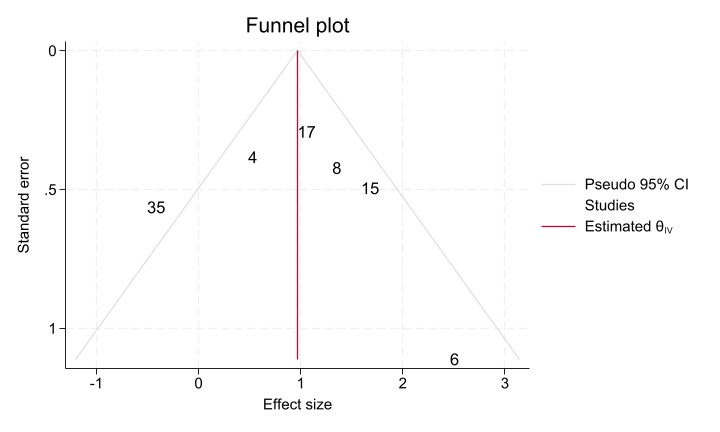 Funnel plot
0
.5
1
Standard error
17
4
8
15
35
6
-1
0
1
2
3
Effect size
Pseudo 95% CI
Studies
Estimated θIV